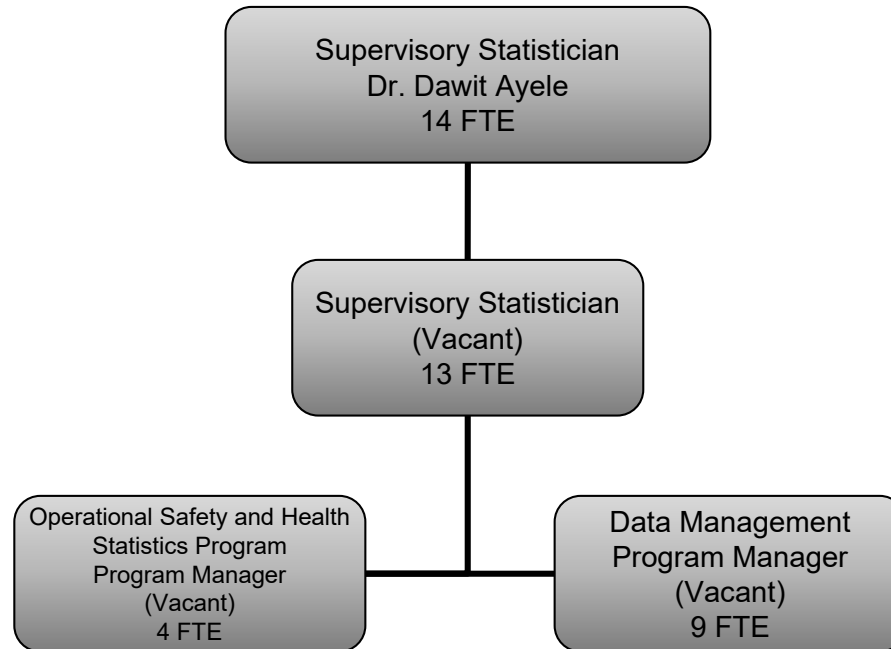 Supervisory Statistician
Dr. Dawit Ayele
14 FTE
Supervisory Statistician
(Vacant)
13 FTE
Operational Safety and Health
Statistics Program
Program Manager
(Vacant)
4 FTE
Data Management
Program Manager
(Vacant)
9 FTE